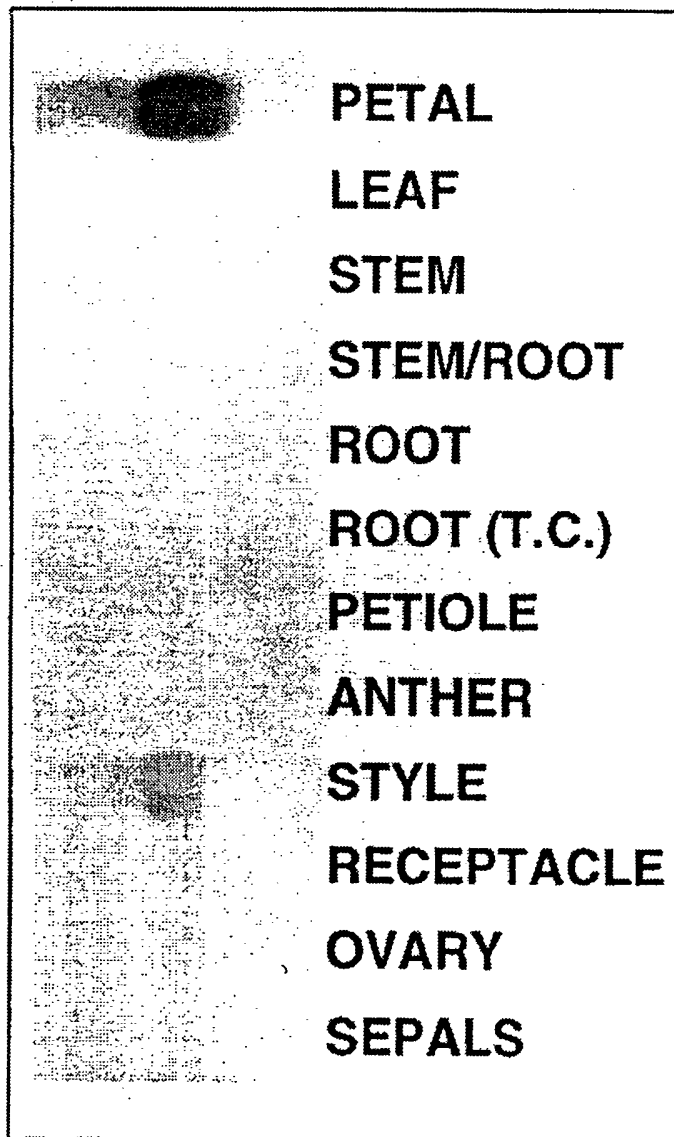 PETAL
LEAF
STEM
STEM/ROOT
ROOT
ROOT (T.C.)
PETIOLE
ANTHER
STYLE
RECEPTACLE
OVARY
SEPALS